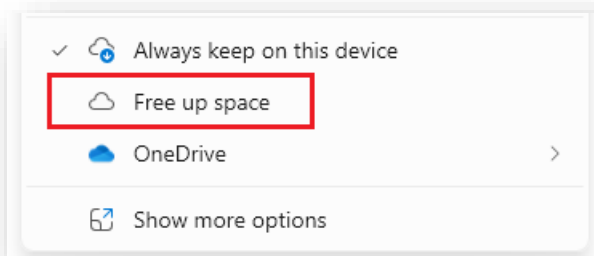 Always keep on this device
Free up space
OneDrive
Show more options